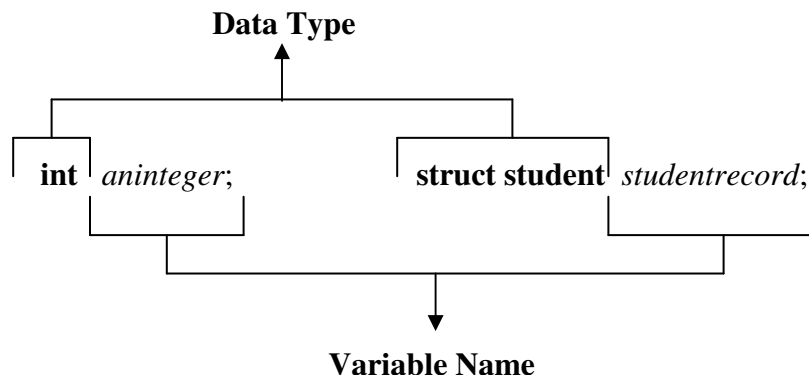 Data Type
int aninteger; struct student studentrecord;
Variable Name